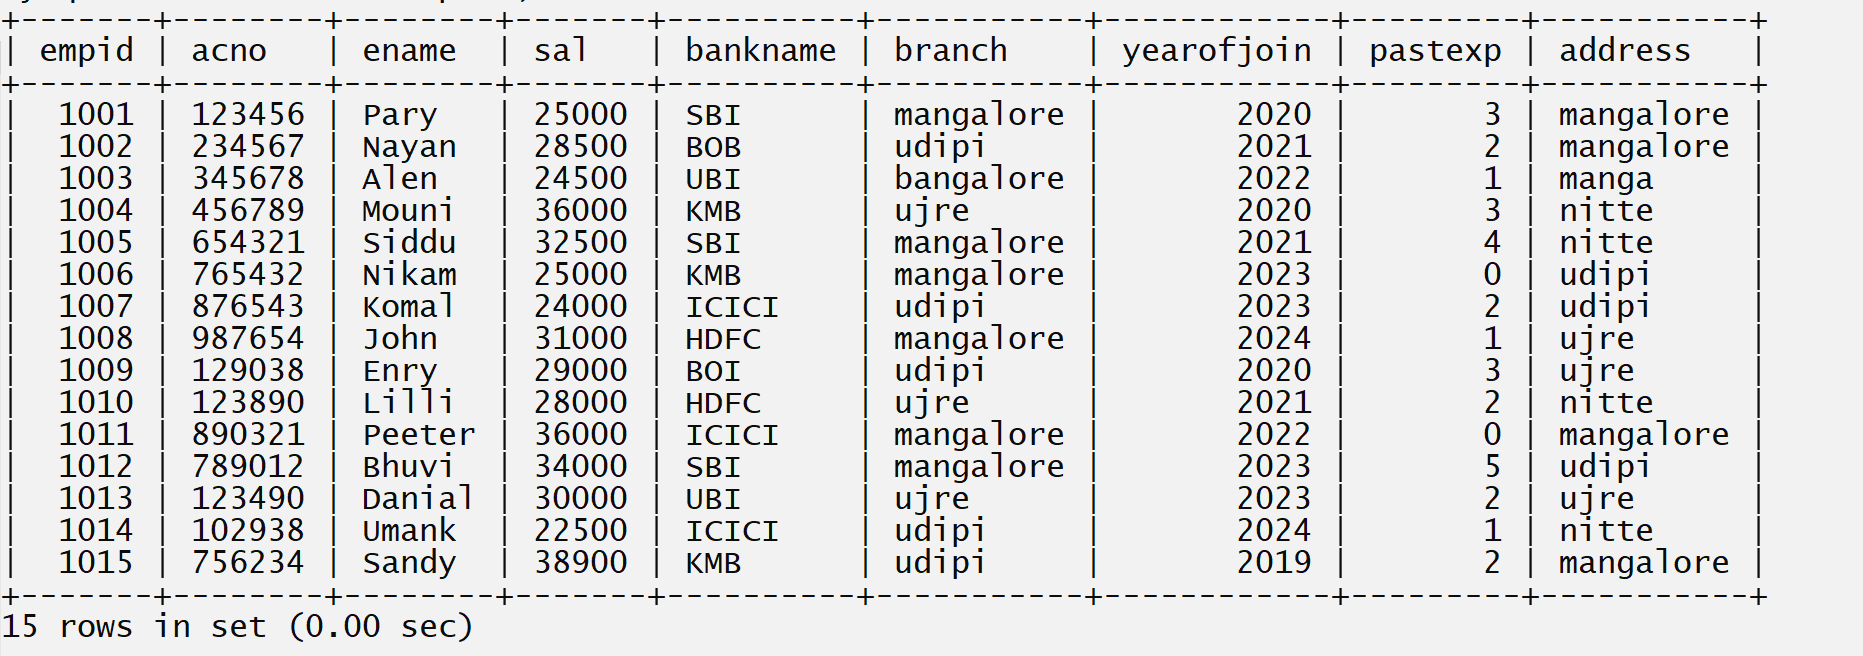 +-------+--------+--------+-------+----------+-----------+------------+---------+-----------+
| empid | acno   | ename  | sal   | bankname | branch    | yearofjoin | pastexp | address   |
+-------+--------+--------+-------+----------+-----------+------------+---------+-----------+
|  1001 | 123456 | Pary   | 25000 | SBI      | mangalore |       2020 |       3 | mangalore |
|  1002 | 234567 | Nayan  | 28500 | BOB      | udipi     |       2021 |       2 | mangalore |
|  1003 | 345678 | Alen   | 24500 | UBI      | bangalore |       2022 |       1 | manga     |
|  1004 | 456789 | Mouni  | 36000 | KMB      | ujre      |       2020 |       3 | nitte     |
|  1005 | 654321 | Siddu  | 32500 | SBI      | mangalore |       2021 |       4 | nitte     |
|  1006 | 765432 | Nikam  | 25000 | KMB      | mangalore |       2023 |       0 | udipi     |
|  1007 | 876543 | Komal  | 24000 | ICICI    | udipi     |       2023 |       2 | udipi     |
|  1008 | 987654 | John   | 31000 | HDFC     | mangalore |       2024 |       1 | ujre      |
|  1009 | 129038 | Enry   | 29000 | BOI      | udipi     |       2020 |       3 | ujre      |
|  1010 | 123890 | Lilli  | 28000 | HDFC     | ujre      |       2021 |       2 | nitte     |
|  1011 | 890321 | Peeter | 36000 | ICICI    | mangalore |       2022 |       0 | mangalore |
|  1012 | 789012 | Bhuvi  | 34000 | SBI      | mangalore |       2023 |       5 | udipi     |
|  1013 | 123490 | Danial | 30000 | UBI      | ujre      |       2023 |       2 | ujre      |
|  1014 | 102938 | Umank  | 22500 | ICICI    | udipi     |       2024 |       1 | nitte     |
|  1015 | 756234 | Sandy  | 38900 | KMB      | udipi     |       2019 |       2 | mangalore |
+-------+--------+--------+-------+----------+-----------+------------+---------+-----------+
15 rows in set (0.00 sec)